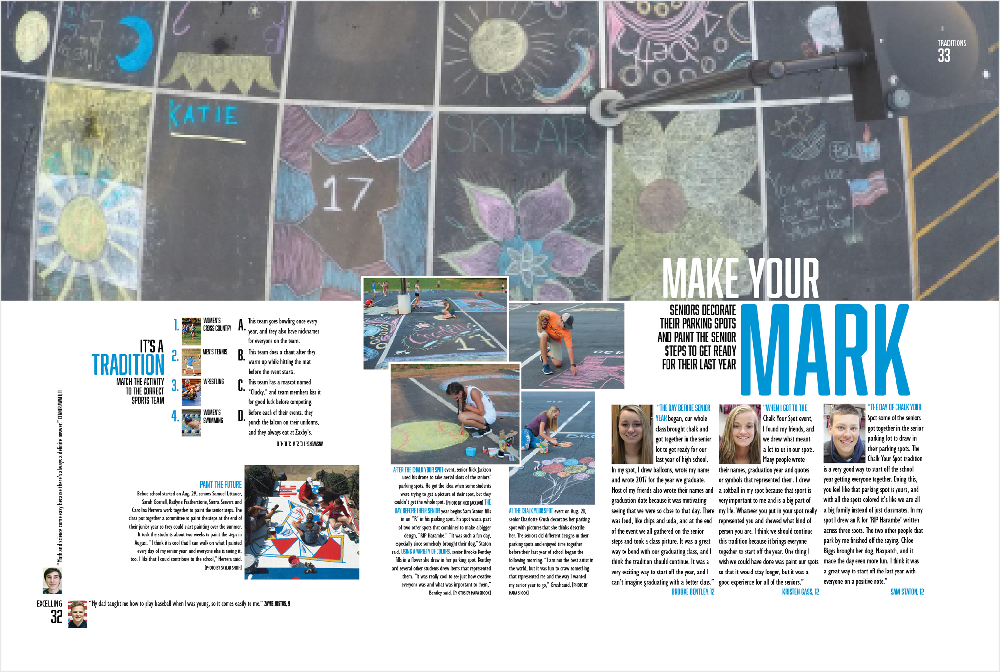 TRADITIONS
33
KATIE
17
SKYLAR
Beth
You miss
MAKE YOUR
MARK
SENIORS DECORATE
THEIR PARKING SPOTS
AND PAINT THE SENIOR
STEPS TO GET READY
FOR THEIR LAST YEAR
IT'S A
TRADITION
MATCH THE ACTIVITY
TO THE CORRECT
SPORTS TEAM
1. WOMEN'S
CROSS COUNTRY
2. MEN'S TENNIS
3. WRESTLING
4. WOMEN'S
SWIMMING
A. This team goes bowling once every
year, and they also have nicknames
for everyone on the team.
B. This team does a chant after they
warm up while hitting the mat
before the event starts.
C. This team has a mascot named
“Clucky,” and team members kiss it
for good luck before competing.
D. Before each of their events, they
punch the falcon on their uniforms,
and they always eat at Zaxby's.
ANSWERS: 1. C, 2. A, 3. B, 4. D
PAINT THE FUTURE
Before school started on Aug. 29, seniors Samuel Littauer,
Sarah Gosnell, Katlyne Featherstone, Sierra Seevers and
Carolina Herrera work together to paint the senior steps. The
class put together a committee to paint the steps at the end of
their junior year so they could start painting over the summer.
It took the students about two weeks to paint the steps in
August. “I think it is cool that I can walk on what I painted
every day of my senior year, and everyone else is seeing it,
too. I like that I could contribute to the school,” Herrera said.
[PHOTO BY SKYLAR SMITH]
“Math and science come easy because there's always a definite answer.” CONNER AWALD, 11
EXCELLING
32
“My dad taught me how to play baseball when I was young, so it comes easily to me.” ZAYNE JUSTUS, 9
17
BRO
AFTER THE CHALK YOUR SPOT event, senior Nick Jackson
used his drone to take aerial shots of the seniors'
parking spots. He got the idea when some students
were trying to get a picture of their spot, but they
couldn't get the whole spot. [PHOTO BY NICK JACKSON] THE
DAY BEFORE THEIR SENIOR year begins Sam Staton fills
in an “R” in his parking spot. His spot was a part
of two other spots that combined to make a bigger
design, “RIP Harambe.” “It was such a fun day,
especially since somebody brought their dog,” Staton
said. USING A VARIETY OF COLORS, senior Brooke Bentley
fills in a flower she drew in her parking spot. Bentley
and several other students drew items that represented
them. “It was really cool to see just how creative
everyone was and what was important to them,”
Bentley said. [PHOTOS BY MARA SHOOK]
AT THE CHALK YOUR SPOT event on Aug. 28,
senior Charlotte Grush decorates her parking
spot with pictures that she thinks describe
her. The seniors did different designs in their
parking spots and enjoyed time together
before their last year of school began the
following morning. “I am not the best artist in
the world, but it was fun to draw something
that represented me and the way I wanted
my senior year to go,” Grush said. [PHOTO BY
MARA SHOOK]
“THE DAY BEFORE SENIOR
YEAR began, our whole
class brought chalk and
got together in the senior
lot to get ready for our
last year of high school.
In my spot, I drew balloons, wrote my name
and wrote 2017 for the year we graduate.
Most of my friends also wrote their names and
graduation date because it was motivating
seeing that we were so close to that day. There
was food, like chips and soda, and at the end
of the event we all gathered on the senior
steps and took a class picture. It was a great
way to bond with our graduating class, and I
think the tradition should continue. It was a
very exciting way to start off the year, and I
can't imagine graduating with a better class.”
BROOKE BENTLEY, 12
“WHEN I GOT TO THE
Chalk Your Spot event,
I found my friends, and
we drew what meant
a lot to us in our spots.
Many people wrote
their names, graduation year and quotes
or symbols that represented them. I drew
a softball in my spot because that sport is
very important to me and is a big part of
my life. Whatever you put in your spot really
represented you and showed what kind of
person you are. I think we should continue
this tradition because it brings everyone
together to start off the year. One thing I
wish we could have done was paint our spots
so that it would stay longer, but it was a
good experience for all of the seniors.”
KRISTEN GASS, 12
“THE DAY OF CHALK YOUR
Spot some of the seniors
got together in the senior
parking lot to draw in
their parking spots. The
Chalk Your Spot tradition
is a very good way to start off the school
year getting everyone together. Doing this,
you feel like that parking spot is yours, and
with all the spots colored it's like we are all
a big family instead of just classmates. In my
spot I drew an R for 'RIP Harambe' written
across three spots. The two other people that
park by me finished off the saying. Chloe
Biggs brought her dog, Maxpatch, and it
made the day even more fun. I think it was
a great way to start off the last year with
everyone on a positive note.”
SAM STATON, 12